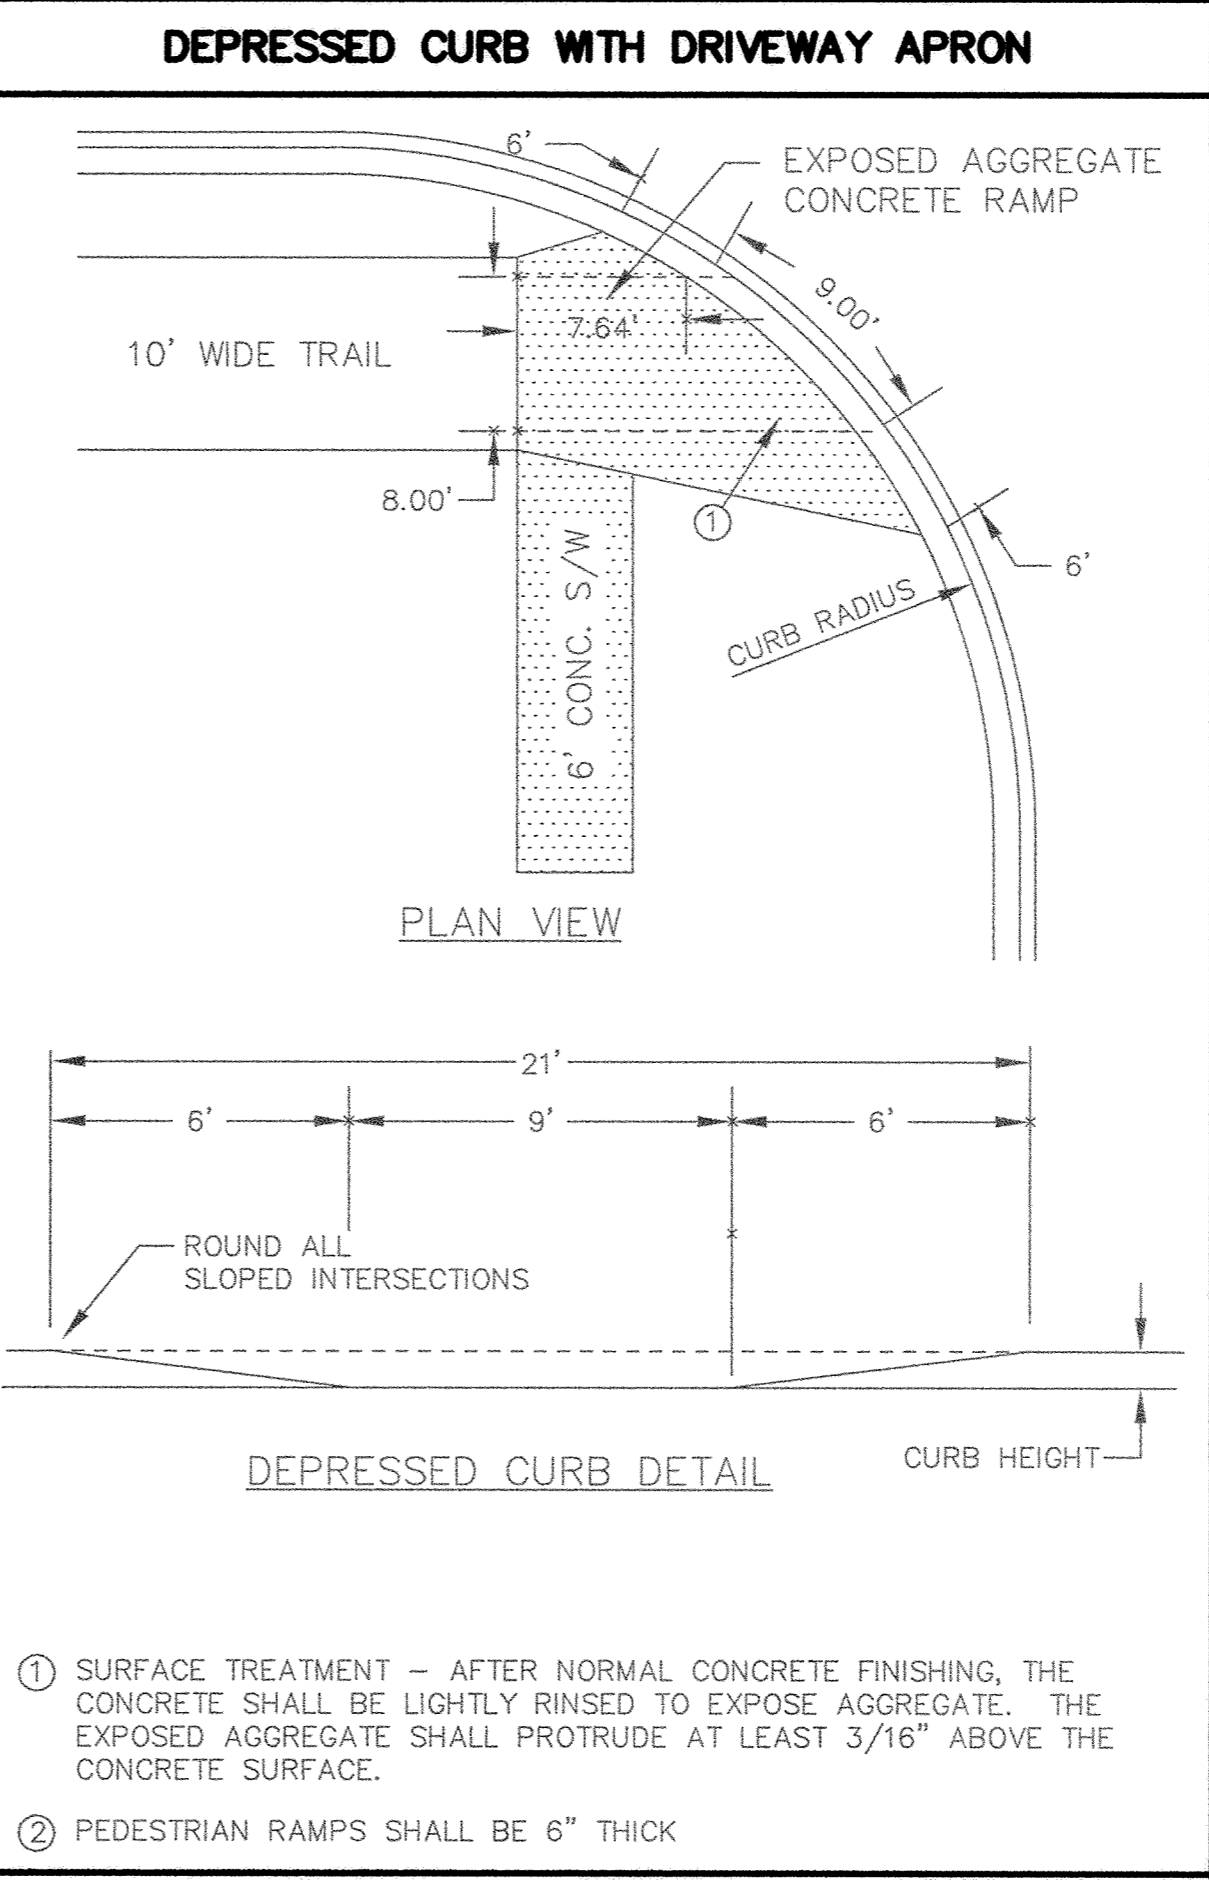 DEPRESSED CURB WITH DRIVEWAY APRON
6'
EXPOSED AGGREGATE
CONCRETE RAMP
9.00'
7.64'
10' WIDE TRAIL
8.00'
1
6' CONC. S/W
6'
CURB RADIUS
PLAN VIEW
21'
6'
9'
6'
ROUND ALL
SLOPED INTERSECTIONS
CURB HEIGHT
DEPRESSED CURB DETAIL
1 SURFACE TREATMENT – AFTER NORMAL CONCRETE FINISHING, THE
CONCRETE SHALL BE LIGHTLY RINSED TO EXPOSE AGGREGATE. THE
EXPOSED AGGREGATE SHALL PROTRUDE AT LEAST 3/16" ABOVE THE
CONCRETE SURFACE.
2 PEDESTRIAN RAMPS SHALL BE 6" THICK